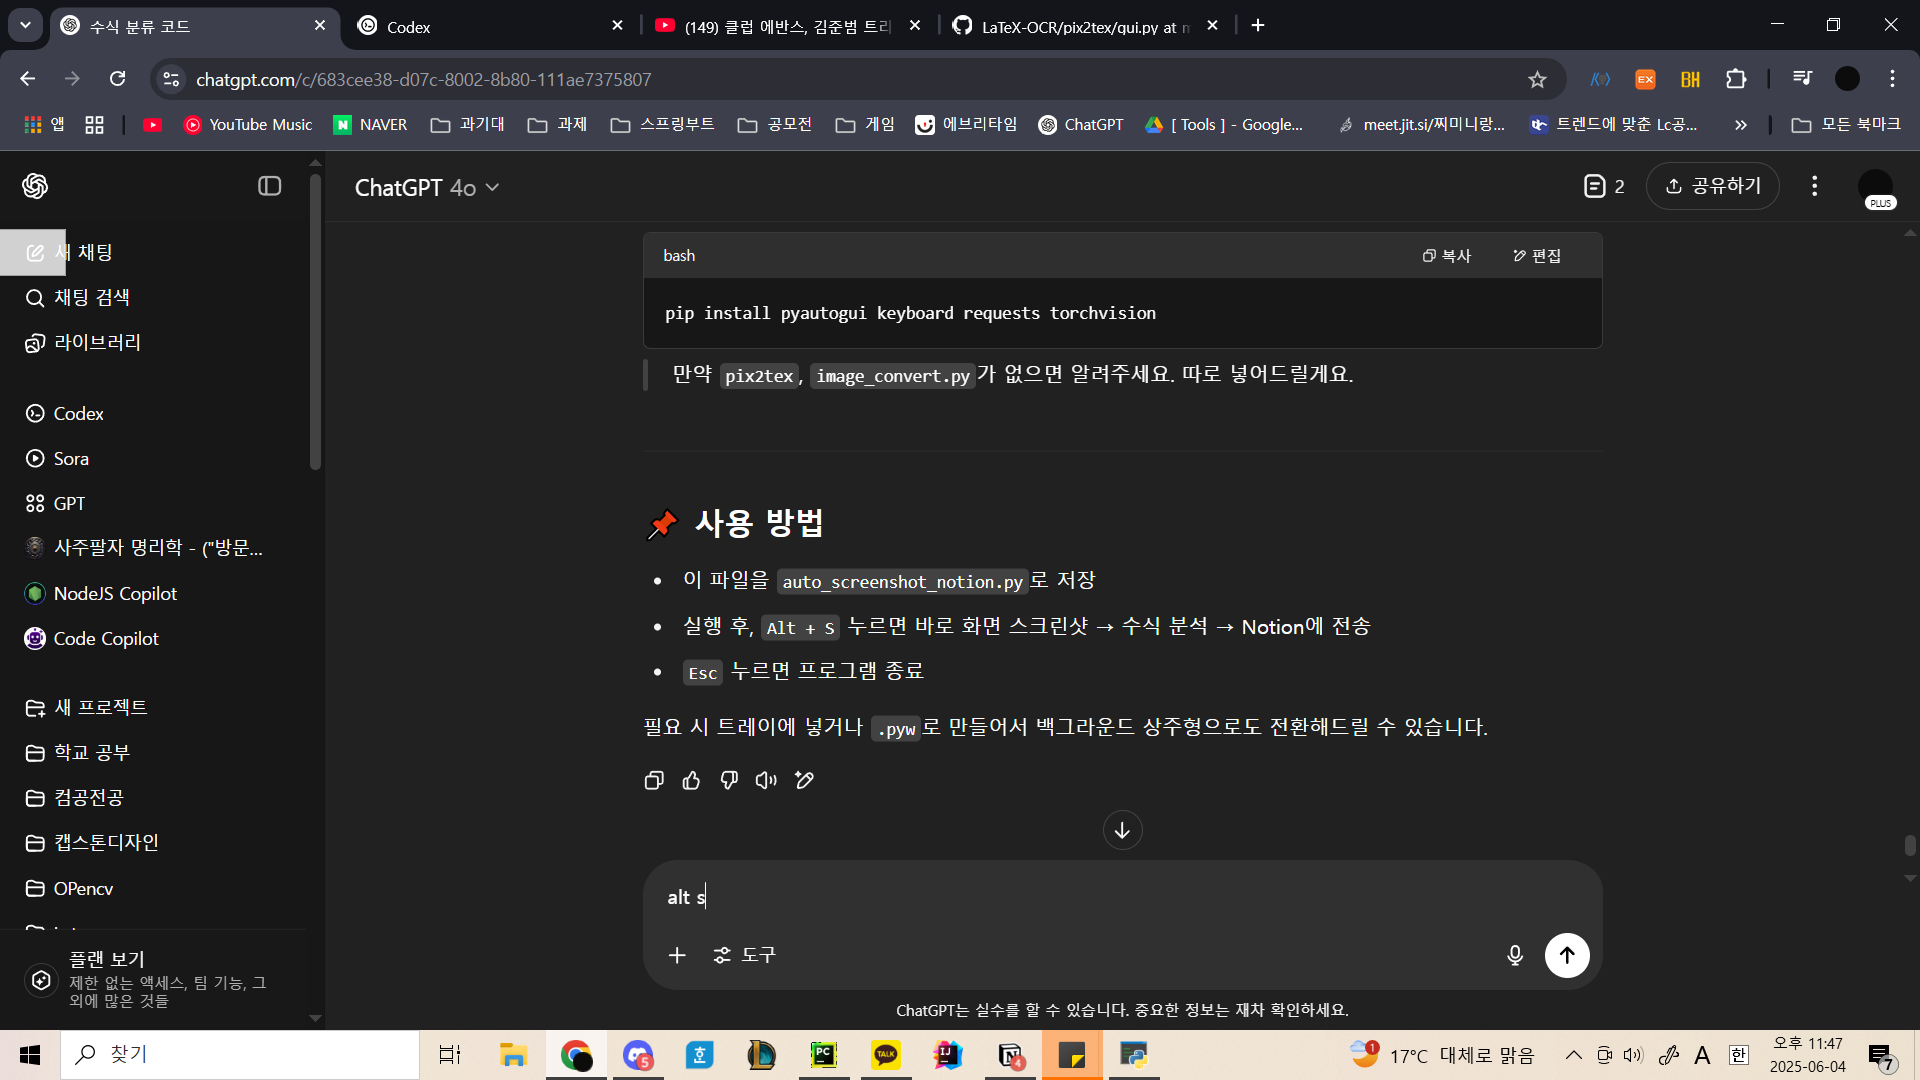 수식 분류 코드
Codex
(149) 클럽 에반스, 김준범 트리
LaTeX-OCR/pix2tex/gui.py at m
chatgpt.com/c/683cee38-d07c-8002-8b80-111ae7375807
앱
YouTube Music
NAVER
과기대
과제
스프링부트
공모전
게임
에브리타임
ChatGPT
[ Tools ] - Google...
meet.jit.si/찌미니랑...
트렌드에 맞춘 Lc공...
모든 북마크
ChatGPT 4o
2
공유하기
PLUS
새 채팅
채팅 검색
라이브러리
Codex
Sora
GPT
사주팔자 명리학 - ("방문...
NodeJS Copilot
Code Copilot
새 프로젝트
학교 공부
컴공전공
캡스톤디자인
OPencv
플랜 보기
제한 없는 액세스, 팀 기능, 그
외에 많은 것들
bash
복사
편집
pip install pyautogui keyboard requests torchvision
만약 pix2tex, image_convert.py가 없으면 알려주세요. 따로 넣어드릴게요.
사용 방법
이 파일을 auto_screenshot_notion.py로 저장
실행 후, Alt + S 누르면 바로 화면 스크린샷 → 수식 분석 → Notion에 전송
Esc 누르면 프로그램 종료
필요 시 트레이에 넣거나 .pyw로 만들어서 백그라운드 상주형으로도 전환해드릴 수 있습니다.
alt s
도구
ChatGPT는 실수를 할 수 있습니다. 중요한 정보는 재차 확인하세요.
찾기
17°C 대체로 맑음
A
한
오후 11:47
2025-06-04
7